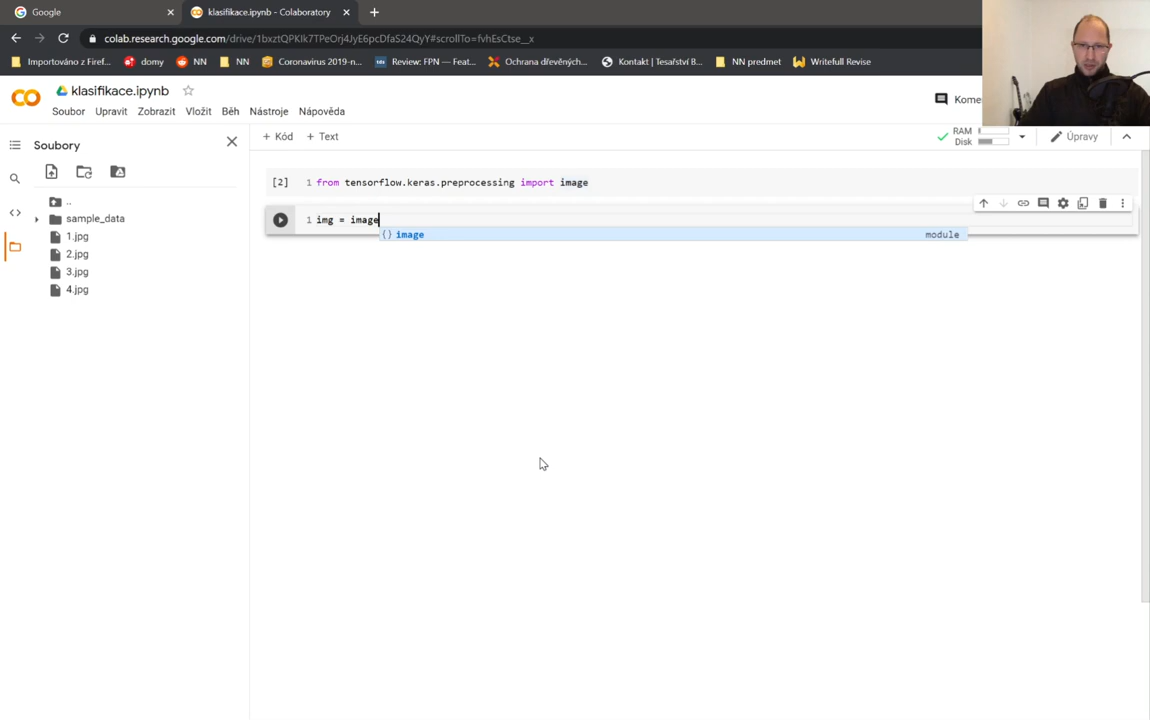 Google
klasifikace.ipynb - Colaboratory
colab.research.google.com/drive/1bxztQPKIk7TPeOrj4JyE6pcDfaS24QyY#scrollTo=fvhEsCtse__x
Importováno z Firef... domy NN NN Coronavirus 2019-n... Review: FPN — Feat... Ochrana dřevěných... Kontakt | Tesařství B... NN predmet Writefull Revise
klasifikace.ipynb
Soubor Upravit Zobrazit Vložit Běh Nástroje Nápověda
Kome
Soubory
+ Kód + Text
RAM
Disk
Úpravy
..
sample_data
1.jpg
2.jpg
3.jpg
4.jpg
[2] 1 from tensorflow.keras.preprocessing import image
1 img = image
{} image module